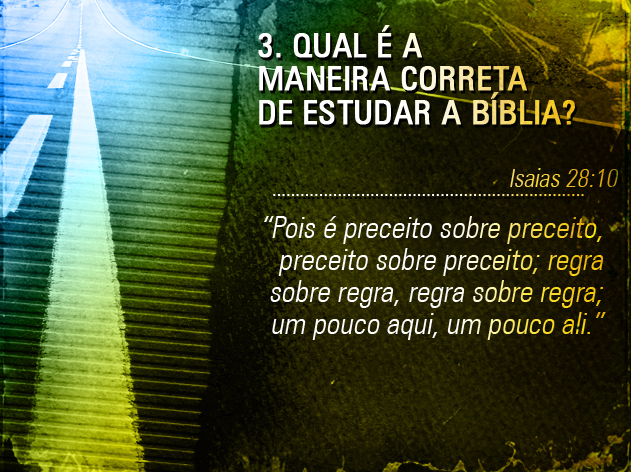 3. QUAL É A
MANEIRA CORRETA
DE ESTUDAR A BÍBLIA?
Isaias 28:10
“Pois é preceito sobre preceito,
preceito sobre preceito; regra
sobre regra, regra sobre regra;
um pouco aqui, um pouco ali.”